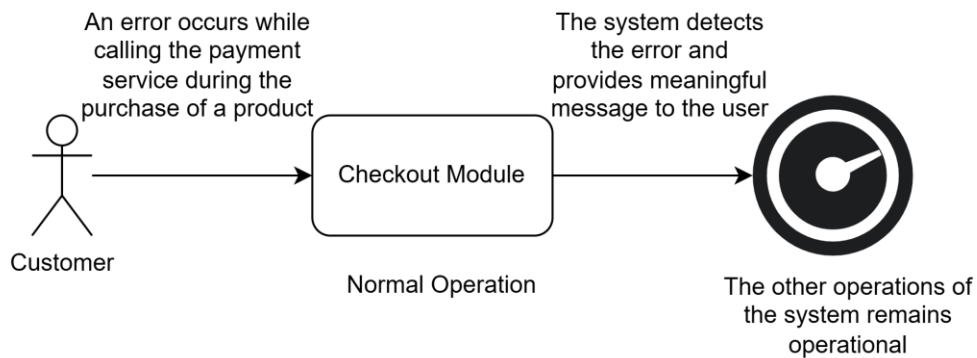 An error occurs while
calling the payment
service during the
purchase of a product
The system detects
the error and
provides meaningful
message to the user
Checkout Module
Customer
Normal Operation
The other operations of
the system remains
operational